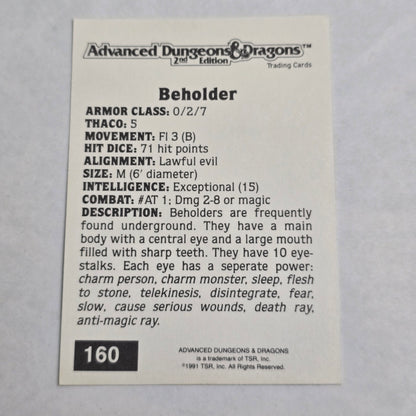 Advanced Dungeons & Dragons™
2nd Edition
Trading Cards
Beholder
ARMOR CLASS: 0/2/7
THACO: 5
MOVEMENT: Fl 3 (B)
HIT DICE: 71 hit points
ALIGNMENT: Lawful evil
SIZE: M (6' diameter)
INTELLIGENCE: Exceptional (15)
COMBAT: #AT 1; Dmg 2-8 or magic
DESCRIPTION: Beholders are frequently
found underground. They have a main
body with a central eye and a large mouth
filled with sharp teeth. They have 10 eye-
stalks. Each eye has a seperate power:
charm person, charm monster, sleep, flesh
to stone, telekinesis, disintegrate, fear,
slow, cause serious wounds, death ray,
anti-magic ray.
160
ADVANCED DUNGEONS & DRAGONS
is a trademark of TSR, Inc.
©1991 TSR, Inc. All Rights Reserved.